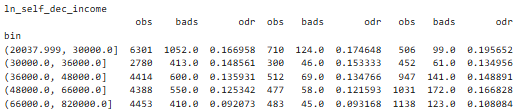 ln_self_dec_income
obs bads odr obs bads odr obs bads odr
bin
(20037.999, 30000.0] 6301 1052.0 0.166958 710 124.0 0.174648 506 99.0 0.195652
(30000.0, 36000.0] 2780 413.0 0.148561 300 46.0 0.153333 452 61.0 0.134956
(36000.0, 48000.0] 4414 600.0 0.135931 512 69.0 0.134766 947 141.0 0.148891
(48000.0, 66000.0] 4388 550.0 0.125342 477 58.0 0.121593 1031 172.0 0.166828
(66000.0, 820000.0] 4453 410.0 0.092073 483 45.0 0.093168 1138 123.0 0.108084